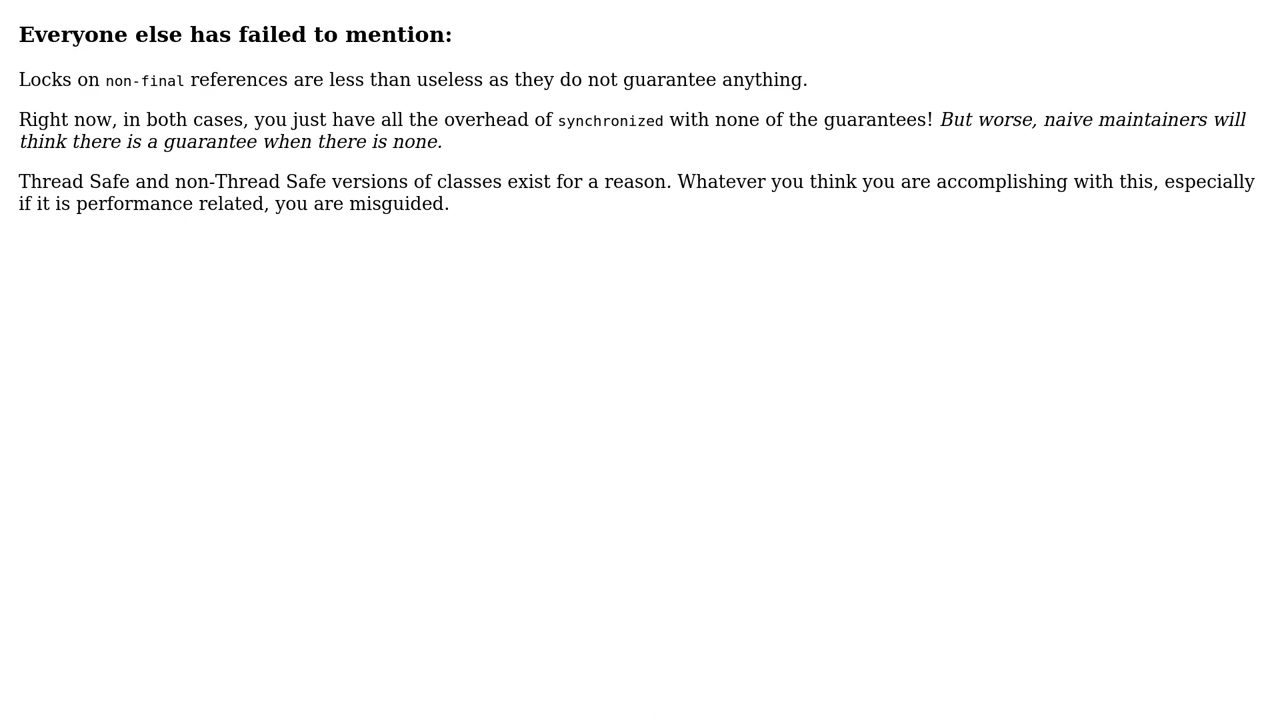 Everyone else has failed to mention:
Locks on non-final references are less than useless as they do not guarantee anything.
Right now, in both cases, you just have all the overhead of synchronized with none of the guarantees! But worse, naive maintainers will
think there is a guarantee when there is none.
Thread Safe and non-Thread Safe versions of classes exist for a reason. Whatever you think you are accomplishing with this, especially
if it is performance related, you are misguided.